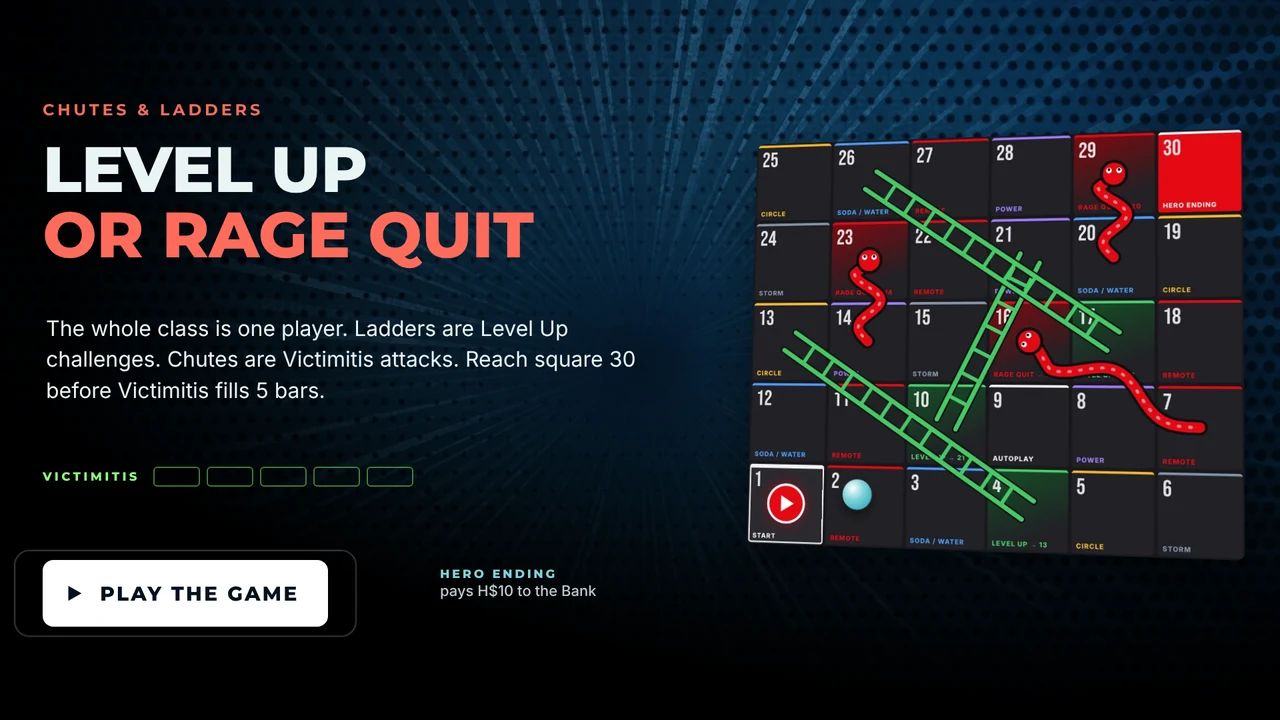 CHUTES & LADDERS
LEVEL UP
OR RAGE QUIT
The whole class is one player. Ladders are Level Up
challenges. Chutes are Victimitis attacks. Reach square 30
before Victimitis fills 5 bars.
VICTIMITIS
PLAY THE GAME
HERO ENDING
pays H$10 to the Bank
25
CIRCLE
26
SODA / WATER
27
28
POWER
29
30
HERO ENDING
24
STORM
23
22
REMOTE
21
20
SODA / WATER
19
CIRCLE
13
CIRCLE
14
15
STORM
16
RAGE QUIT
17
18
REMOTE
12
SODA / WATER
11
REMOTE
10
9
AUTOPLAY
8
POWER
7
REMOTE
1
START
2
REMOTE
3
SODA / WATER
4
LEVEL UP → 13
5
CIRCLE
6
STORM